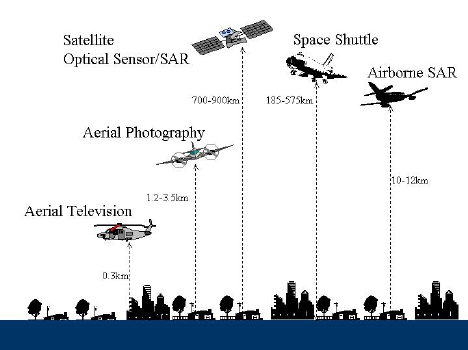 Satellite
Optical Sensor/SAR
Space Shuttle
Airborne SAR
700-900km
185-575km
Aerial Photography
10-12km
1.2-3.5km
Aerial Television
0.3km